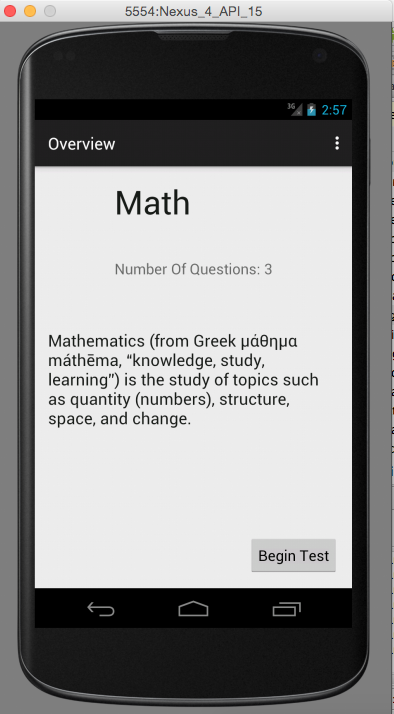 5554:Nexus_4_API_15
3G 2:57
Overview
Math
Number Of Questions: 3
Mathematics (from Greek μάθημα
máthēma, “knowledge, study,
learning”) is the study of topics such
as quantity (numbers), structure,
space, and change.
Begin Test